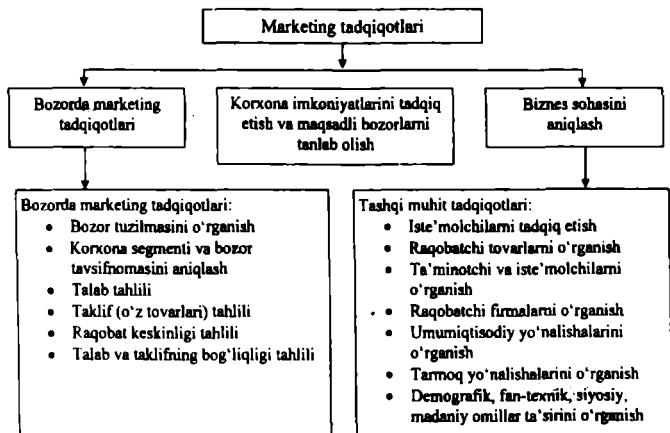 Marketing tadqiqotlari
Bozorda marketing
tadqiqotlari
Korxona imkoniyatlarini tadqiq
etish va maqsadli bozorlarni
tanlab olish
Biznes sohasini
aniqlash
Bozorda marketing tadqiqotlari:
• Bozor tuzilmasini o‘rganish
• Korxona segmenti va bozor
tavsifnomasini aniqlash
• Talab tahlili
• Taklif (o‘z tovarlari) tahlili
• Raqobat keskinligi tahlili
• Talab va taklifning bog‘liqligi tahlili
Tashqi muhit tadqiqotlari:
• Iste’molchilarni tadqiq etish
• Raqobatchi tovarlarni o‘rganish
• Ta’minotchi va iste’molchilarni
o‘rganish
• Raqobatchi firmalarni o‘rganish
• Umumiqtisodiy yo‘nalishalarini
o‘rganish
• Tarmoq yo‘nalishalarini o‘rganish
• Demografik, fan-texnik, siyosiy,
madaniy omillar ta’sirini o‘rganish